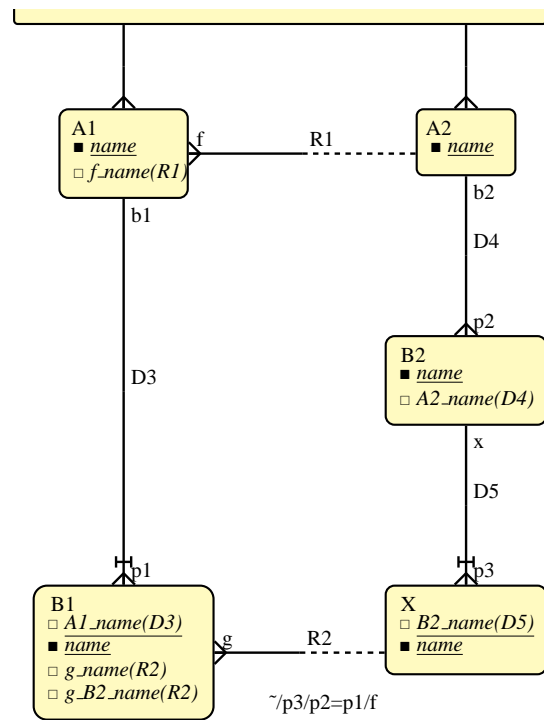 A1
name
f_name(R1)
f
R1
A2
name
b1
b2
D4
D3
p2
B2
name
A2_name(D4)
x
D5
p1
p3
B1
A1_name(D3)
name
g_name(R2)
g_B2_name(R2)
g
R2
X
B2_name(D5)
name
~/p3/p2=p1/f